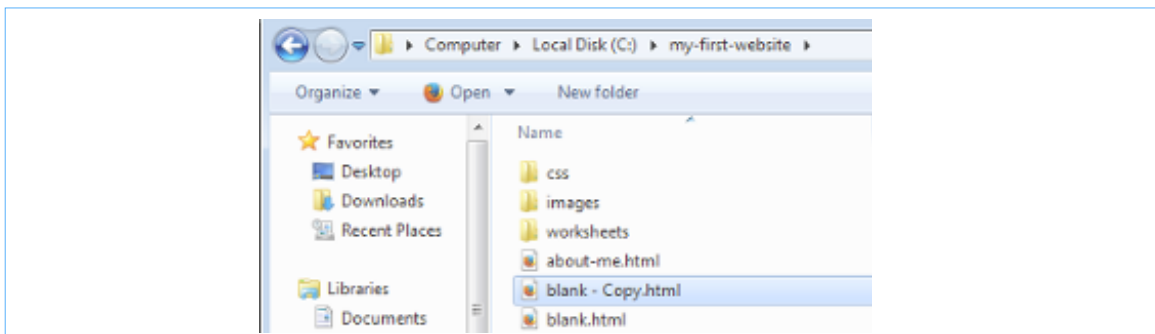 Computer Local Disk (C:) my-first-website
Organize Open New folder
Favorites
Desktop
Downloads
Recent Places
Libraries
Documents
Name
css
images
worksheets
about-me.html
blank - Copy.html
blank.html